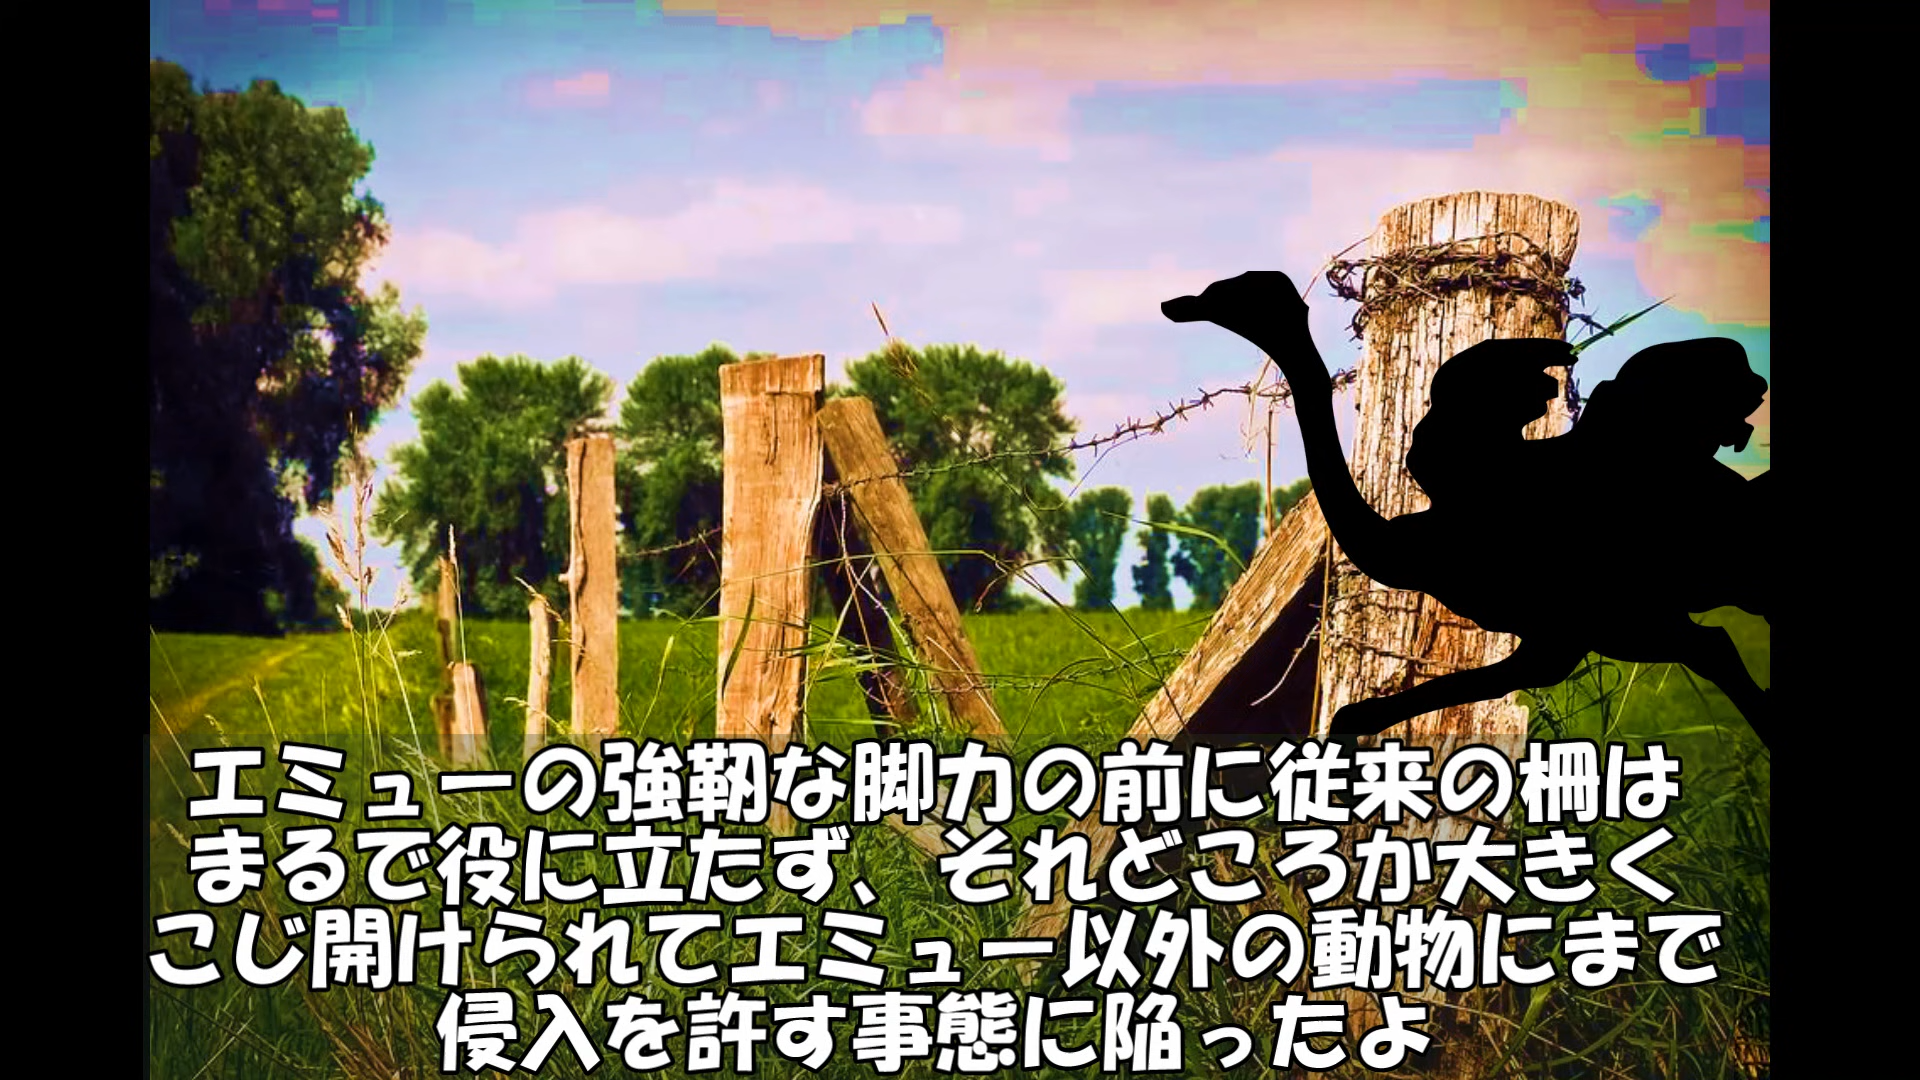 エミューの強靭な脚力の前に従来の柵は
まるで役に立たず、それどころか大きく
こじ開けられてエミュー以外の動物にまで
侵入を許す事態に陥ったよ